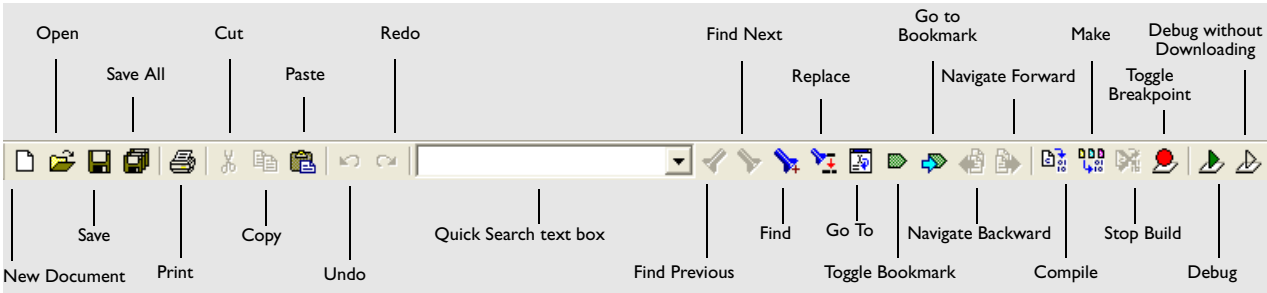 Open
Cut
Redo
Find Next
Go to
Bookmark
Make
Debug without
Downloading
Save All
Paste
Replace
Navigate Forward
Toggle
Breakpoint
Save
Copy
Quick Search text box
Find
Go To
Navigate Backward
Stop Build
New Document
Print
Undo
Find Previous
Toggle Bookmark
Compile
Debug